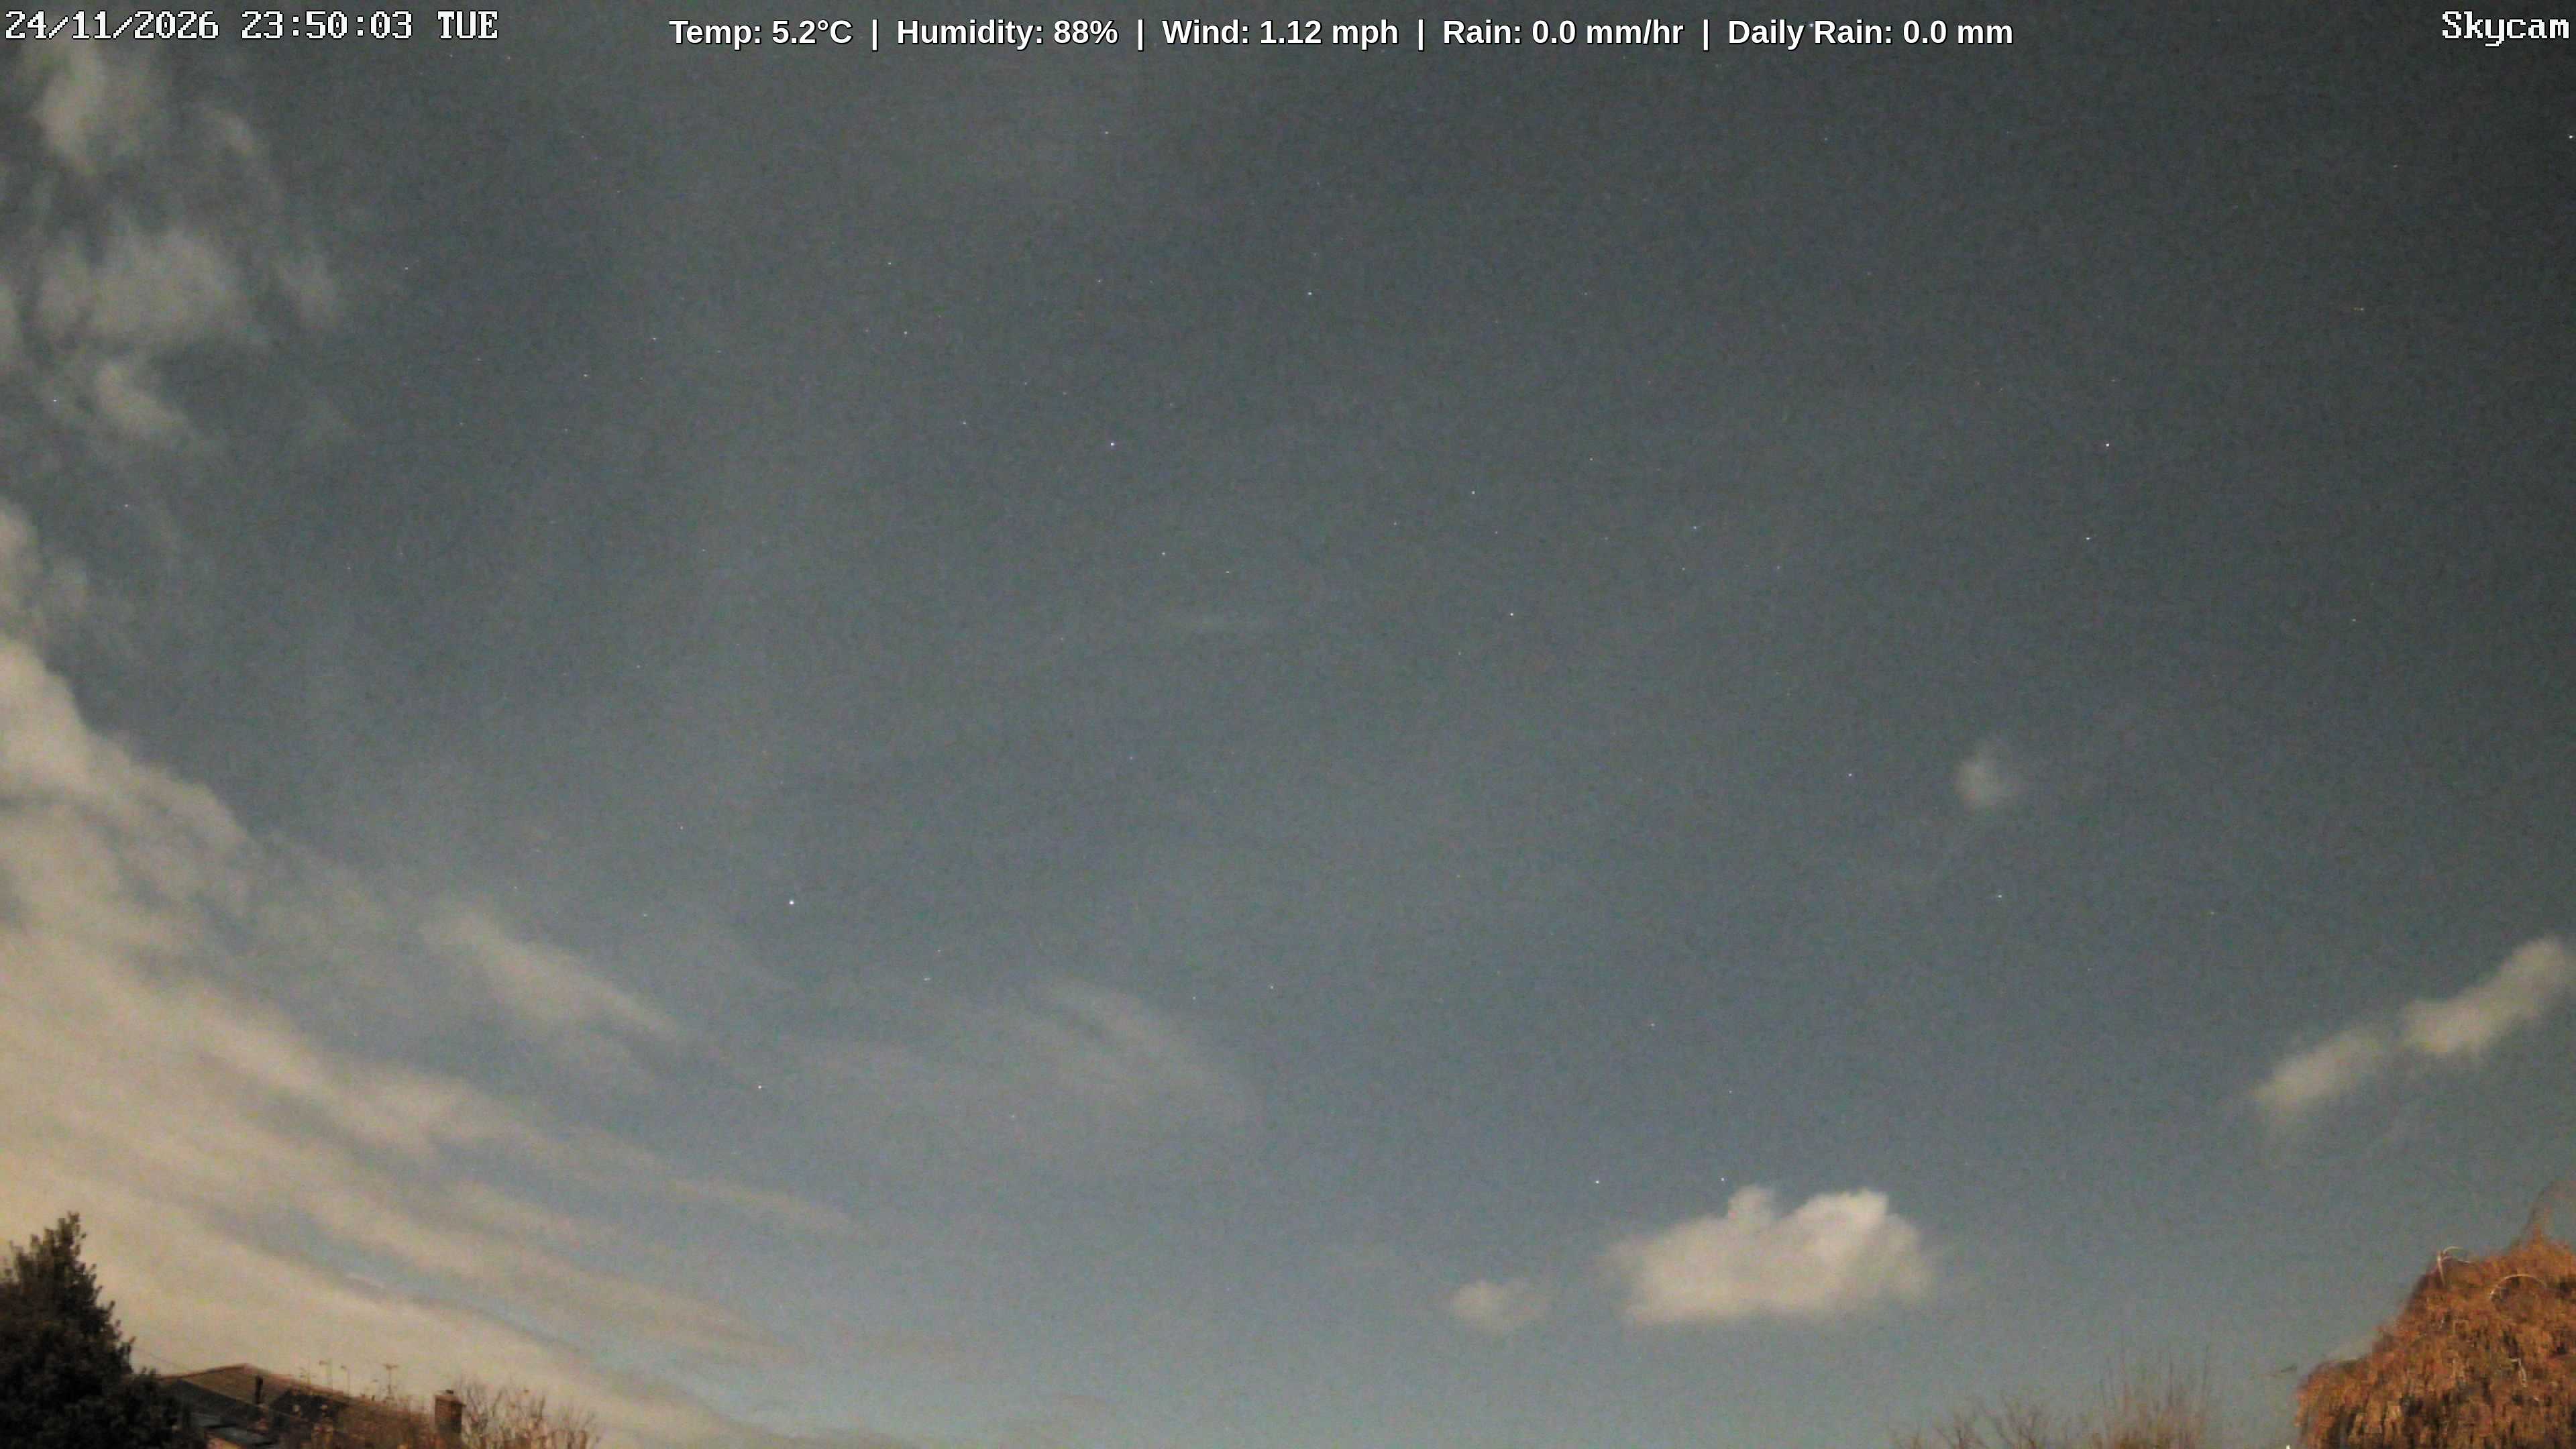 24/11/2026 23:50:03 TUE
Temp: 5.2°C | Humidity: 88% | Wind: 1.12 mph | Rain: 0.0 mm/hr | Daily Rain: 0.0 mm
Skycam